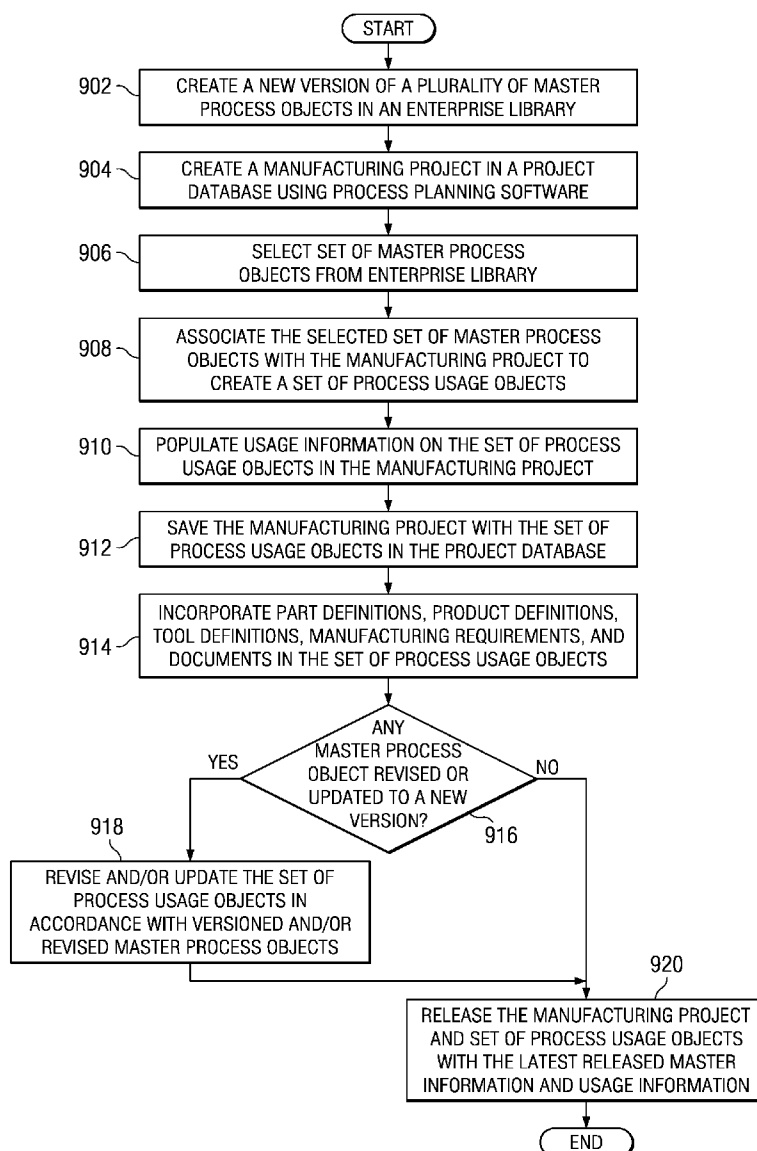 START
902
CREATE A NEW VERSION OF A PLURALITY OF MASTER
PROCESS OBJECTS IN AN ENTERPRISE LIBRARY
904
CREATE A MANUFACTURING PROJECT IN A PROJECT
DATABASE USING PROCESS PLANNING SOFTWARE
906
SELECT SET OF MASTER PROCESS
OBJECTS FROM ENTERPRISE LIBRARY
908
ASSOCIATE THE SELECTED SET OF MASTER PROCESS
OBJECTS WITH THE MANUFACTURING PROJECT TO
CREATE A SET OF PROCESS USAGE OBJECTS
910
POPULATE USAGE INFORMATION ON THE SET OF PROCESS
USAGE OBJECTS IN THE MANUFACTURING PROJECT
912
SAVE THE MANUFACTURING PROJECT WITH THE SET OF
PROCESS USAGE OBJECTS IN THE PROJECT DATABASE
914
INCORPORATE PART DEFINITIONS, PRODUCT DEFINITIONS,
TOOL DEFINITIONS, MANUFACTURING REQUIREMENTS, AND
DOCUMENTS IN THE SET OF PROCESS USAGE OBJECTS
ANY
MASTER PROCESS
OBJECT REVISED OR
UPDATED TO A NEW
VERSION?
YES
NO
916
918
REVISE AND/OR UPDATE THE SET OF
PROCESS USAGE OBJECTS IN
ACCORDANCE WITH VERSIONED AND/OR
REVISED MASTER PROCESS OBJECTS
920
RELEASE THE MANUFACTURING PROJECT
AND SET OF PROCESS USAGE OBJECTS
WITH THE LATEST RELEASED MASTER
INFORMATION AND USAGE INFORMATION
END